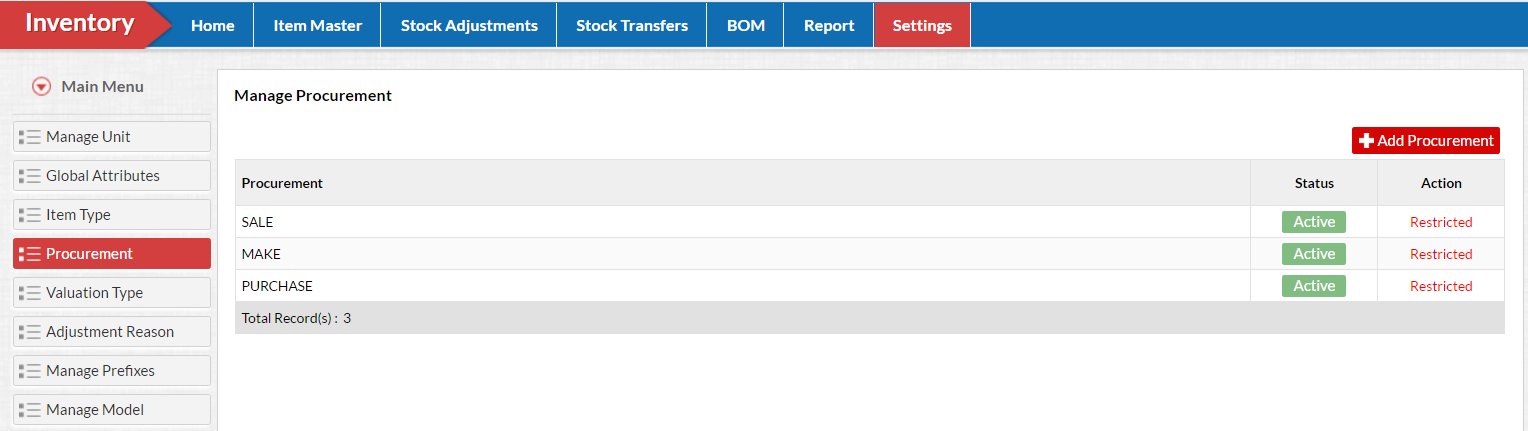 Inventory Home Item Master Stock Adjustments Stock Transfers BOM Report Settings
Main Menu
Manage Unit
Global Attributes
Item Type
Procurement
Valuation Type
Adjustment Reason
Manage Prefixes
Manage Model
Manage Procurement
Add Procurement
Procurement Status Action
SALE Active Restricted
MAKE Active Restricted
PURCHASE Active Restricted
Total Record(s) : 3